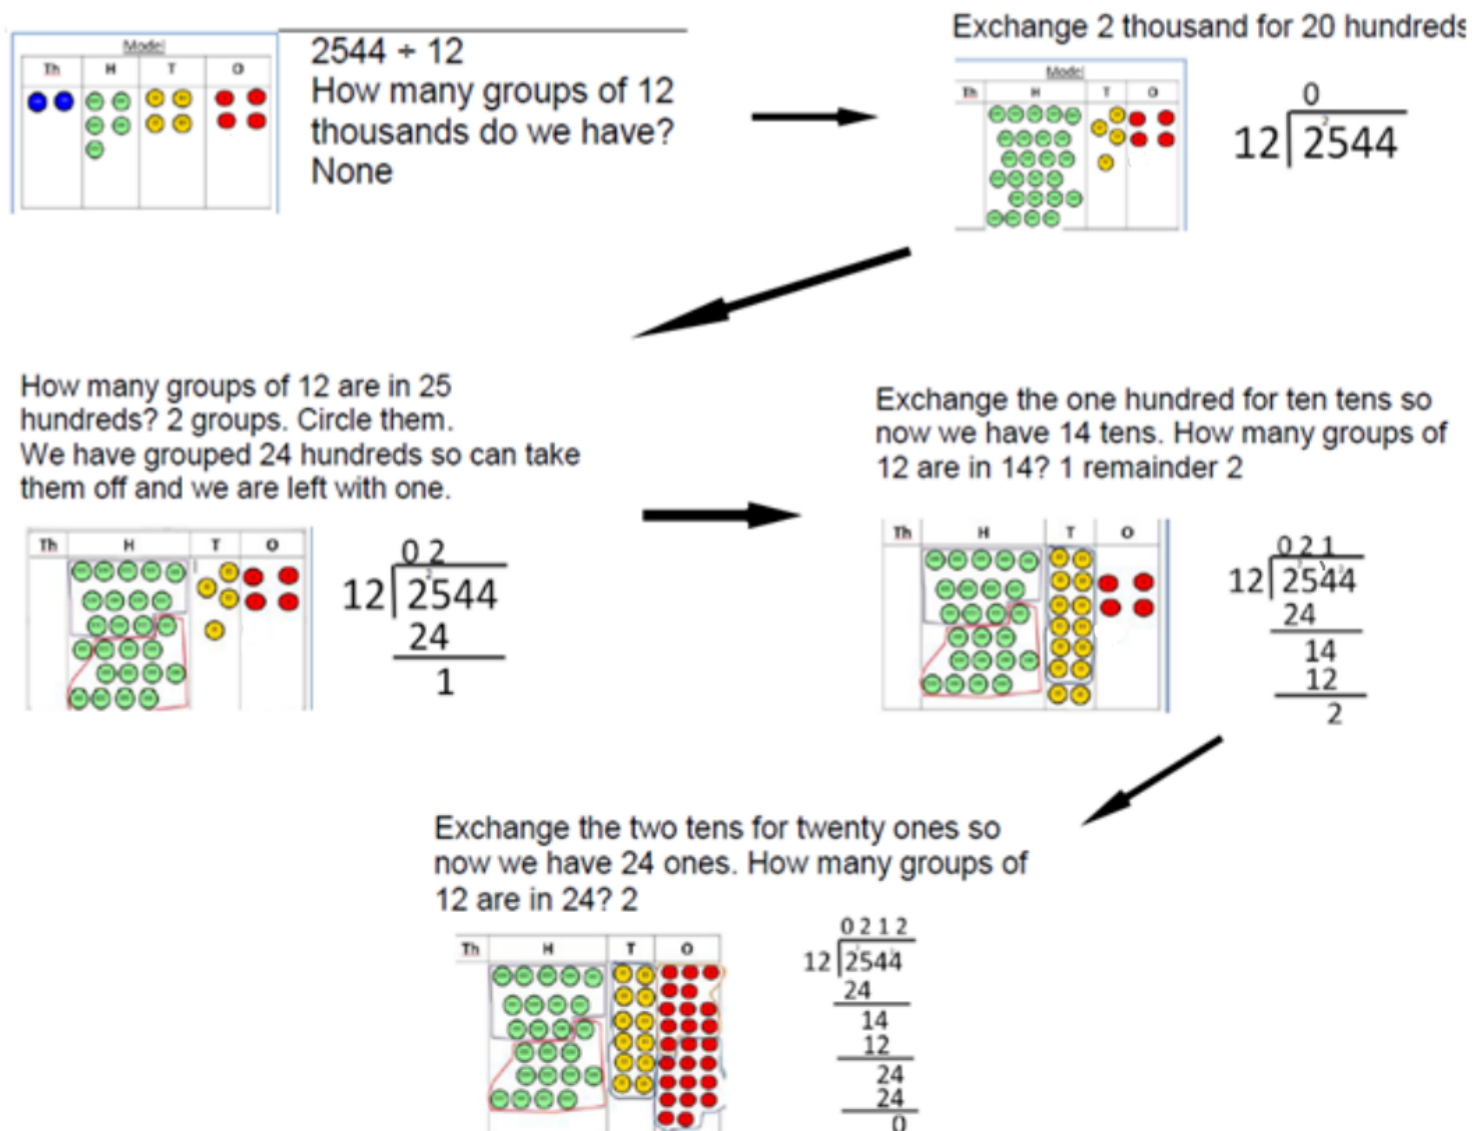 Model
Th H T O
2544 ÷ 12
How many groups of 12
thousands do we have?
None
Exchange 2 thousand for 20 hundreds
Model
Th H T O
0
12 2544
2
How many groups of 12 are in 25
hundreds? 2 groups. Circle them.
We have grouped 24 hundreds so can take
them off and we are left with one.
Th H T O
0 2
12 2544
2
24
1
Exchange the one hundred for ten tens so
now we have 14 tens. How many groups of
12 are in 14? 1 remainder 2
Th H T O
0 2 1
12 2544
24
14
12
2
Exchange the two tens for twenty ones so
now we have 24 ones. How many groups of
12 are in 24? 2
Th H T O
0 2 1 2
12 2544
24
14
12
24
24
0